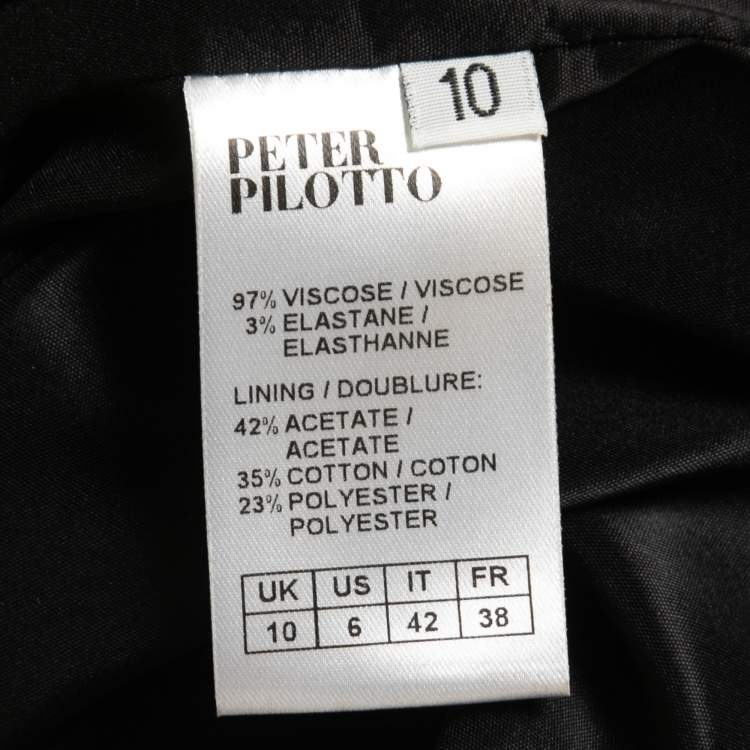 10
PETER
PILOTTO
97% VISCOSE / VISCOSE
3% ELASTANE /
ELASTHANNE
LINING / DOUBLURE:
42% ACETATE /
ACETATE
35% COTTON / COTON
23% POLYESTER /
POLYESTER
UK US IT FR
10 6 42 38